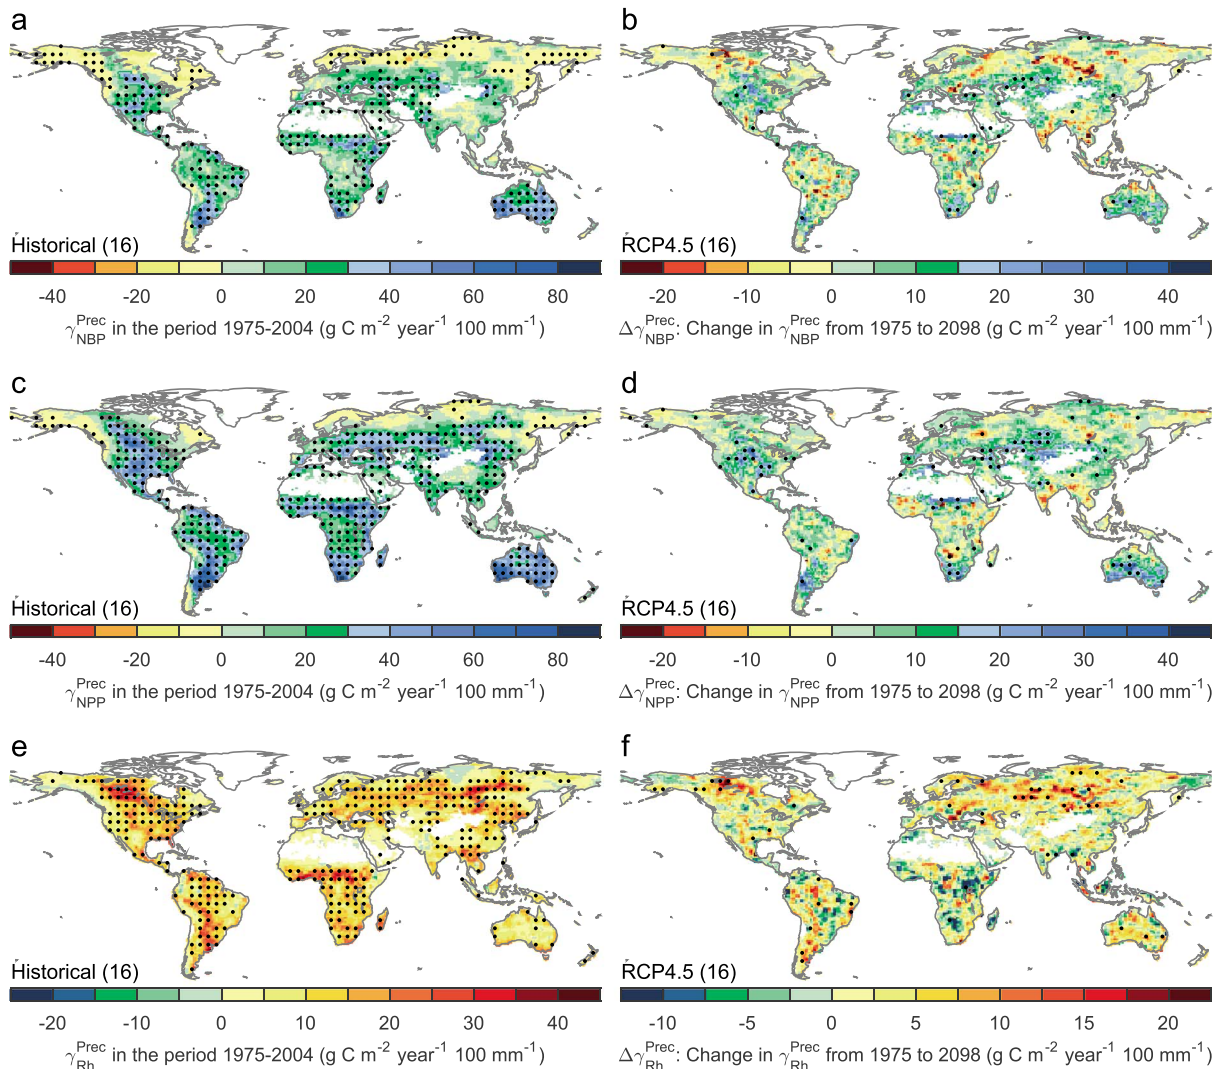 a
b
Historical (16)
RCP4.5 (16)
-40 -20 0 20 40 60 80
-20 -10 0 10 20 30 40
γ^Prec_NBP in the period 1975-2004 (g C m^-2 year^-1 100 mm^-1)
Δγ^Prec_NBP: Change in γ^Prec_NBP from 1975 to 2098 (g C m^-2 year^-1 100 mm^-1)
c
d
Historical (16)
RCP4.5 (16)
-40 -20 0 20 40 60 80
-20 -10 0 10 20 30 40
γ^Prec_NPP in the period 1975-2004 (g C m^-2 year^-1 100 mm^-1)
Δγ^Prec_NPP: Change in γ^Prec_NPP from 1975 to 2098 (g C m^-2 year^-1 100 mm^-1)
e
f
Historical (16)
RCP4.5 (16)
-20 -10 0 10 20 30 40
-10 -5 0 5 10 15 20
γ^Prec_Rh in the period 1975-2004 (g C m^-2 year^-1 100 mm^-1)
Δγ^Prec_Rh: Change in γ^Prec_Rh from 1975 to 2098 (g C m^-2 year^-1 100 mm^-1)